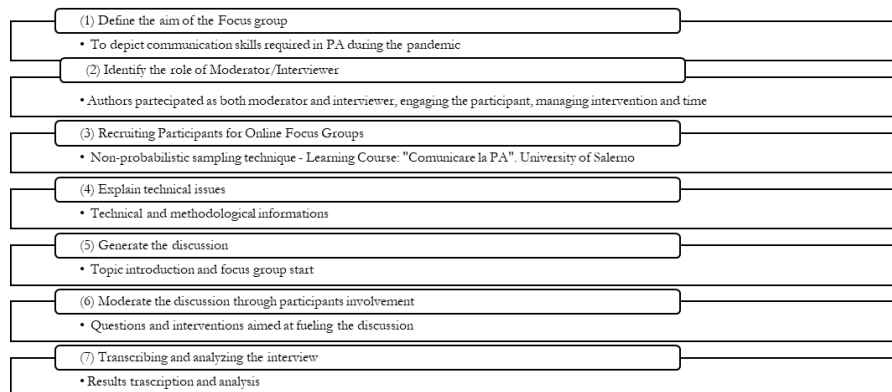 (1) Define the aim of the Focus group
• To depict communication skills required in PA during the pandemic
(2) Identify the role of Moderator/Interviewer
• Authors partecipated as both moderator and interviewer, engaging the participant, managing intervention and time
(3) Recruiting Participants for Online Focus Groups
• Non-probabilistic sampling technique - Learning Course: "Comunicare la PA". University of Salerno
(4) Explain technical issues
• Technical and methodological informations
(5) Generate the discussion
• Topic introduction and focus group start
(6) Moderate the discussion through participants involvement
• Questions and interventions aimed at fueling the discussion
(7) Transcribing and analyzing the interview
• Results trascription and analysis